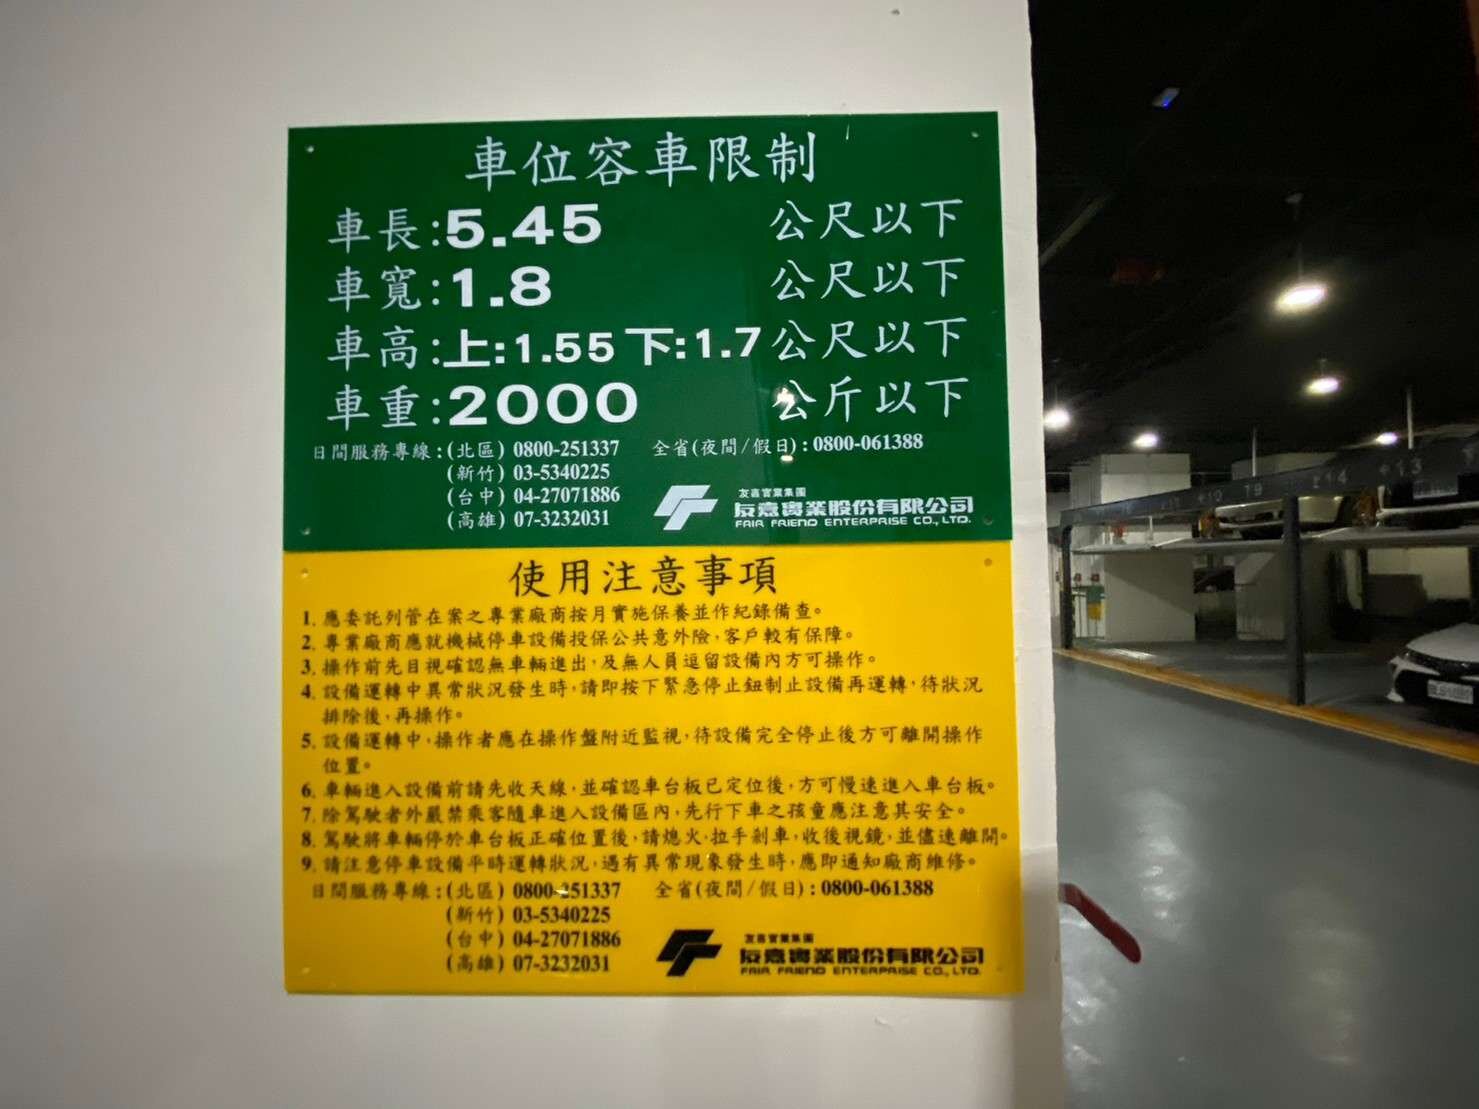 車位容車限制
車長:5.45 公尺以下
車寬:1.8 公尺以下
車高:上:1.55 下:1.7公尺以下
車重:2000 公斤以下
日間服務專線:(北區) 0800-251337 全省(夜間/假日):0800-061388
(新竹) 03-5340225
(台中) 04-27071886
(高雄) 07-3232031
友嘉實業集團
友嘉實業股份有限公司
FAIR FRIEND ENTERPRISE CO., LTD.
使用注意事項
1. 應委託列管在案之專業廠商按月實施保養並作紀錄備查。
2. 專業廠商應就機械停車設備投保公共意外險,客戶較有保障。
3. 操作前先目視確認無車輛進出,及無人員逗留設備內方可操作。
4. 設備運轉中異常狀況發生時,請即按下緊急停止鈕制止設備再運轉,待狀況
排除後,再操作。
5. 設備運轉中,操作者應在操作盤附近監視,待設備完全停止後方可離開操作
位置。
6. 車輛進入設備前請先收天線,並確認車台板已定位後,方可慢速進入車台板。
7. 除駕駛者外嚴禁乘客隨車進入設備區內,先行下車之孩童應注意其安全。
8. 駕駛將車輛停於車台板正確位置後,請熄火,拉手剎車,收後視鏡,並儘速離開。
9. 請注意停車設備平時運轉狀況,遇有異常現象發生時,應即通知廠商維修。
日間服務專線:(北區) 0800-251337 全省(夜間/假日):0800-061388
(新竹) 03-5340225
(台中) 04-27071886
(高雄) 07-3232031
友嘉實業集團
友嘉實業股份有限公司
FAIR FRIEND ENTERPRISE CO., LTD.